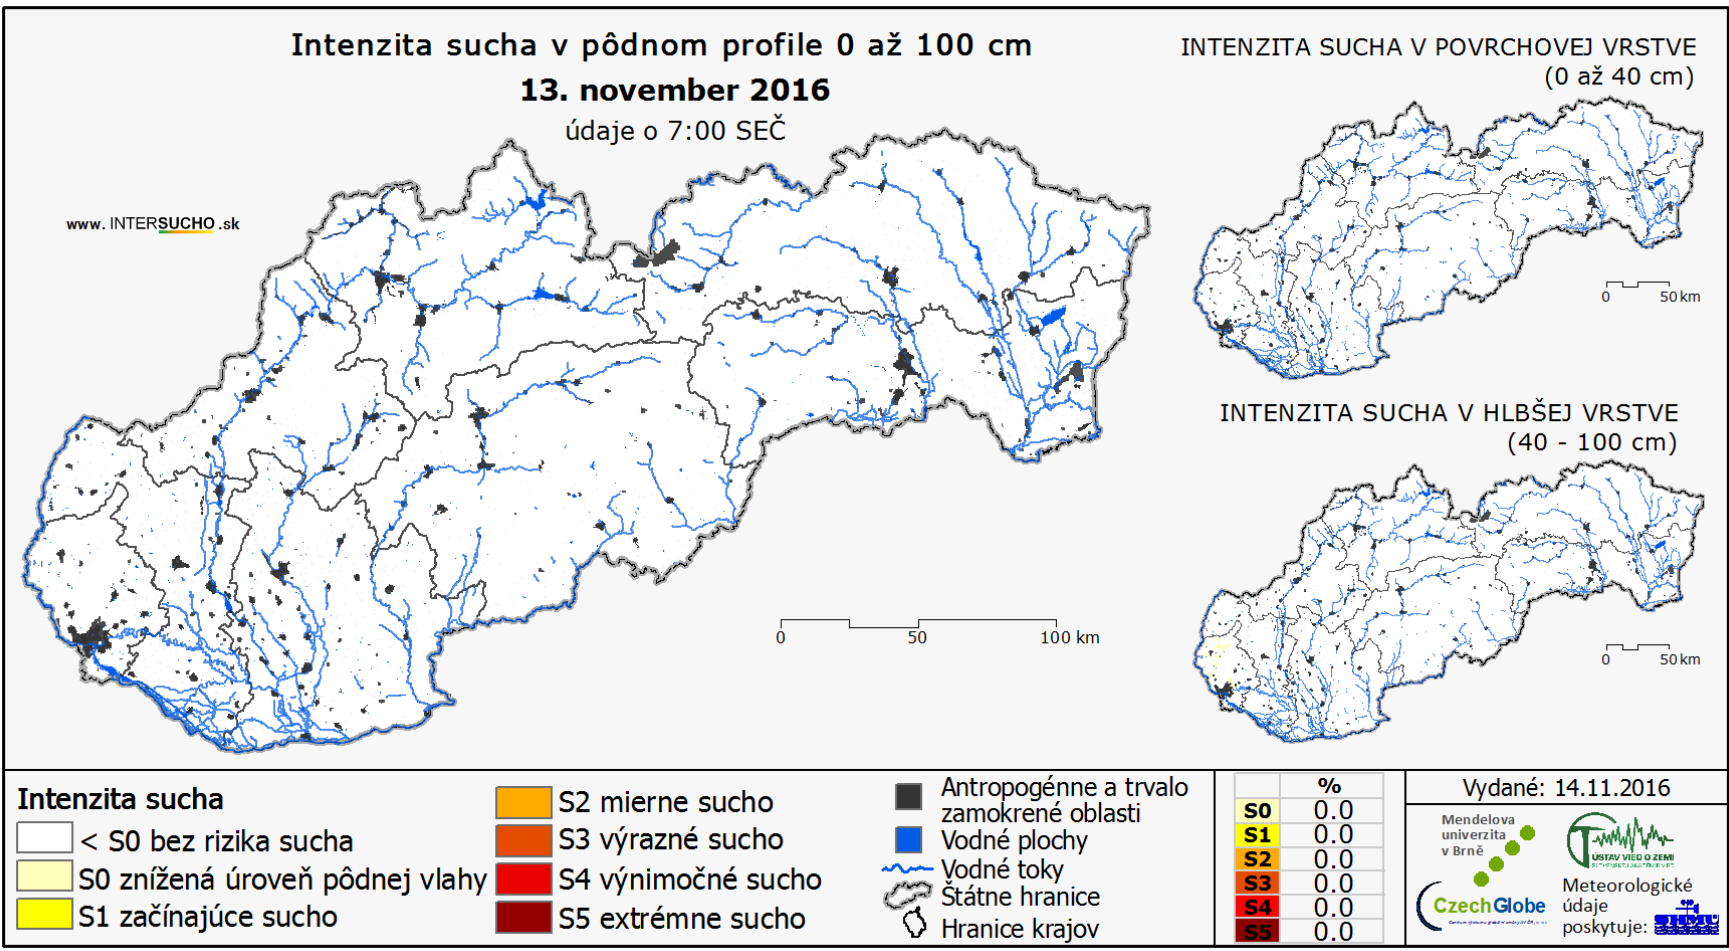 Intenzita sucha v pôdnom profile 0 až 100 cm
13. november 2016
údaje o 7:00 SEČ
www. INTERSUCHO .sk
0 50 100 km
INTENZITA SUCHA V POVRCHOVEJ VRSTVE
(0 až 40 cm)
0 50 km
INTENZITA SUCHA V HLBŠEJ VRSTVE
(40 - 100 cm)
0 50 km
Intenzita sucha
< S0 bez rizika sucha
S0 znížená úroveň pôdnej vlahy
S1 začínajúce sucho
S2 mierne sucho
S3 výrazné sucho
S4 výnimočné sucho
S5 extrémne sucho
Antropogénne a trvalo
zamokrené oblasti
Vodné plochy
Vodné toky
Štátne hranice
Hranice krajov
%
S0 0.0
S1 0.0
S2 0.0
S3 0.0
S4 0.0
S5 0.0
Vydané: 14.11.2016
Mendelova
univerzita
v Brně
CzechGlobe
ÚSTAV VIED O ZEMI
Meteorologické
údaje
poskytuje:
SHMÚ